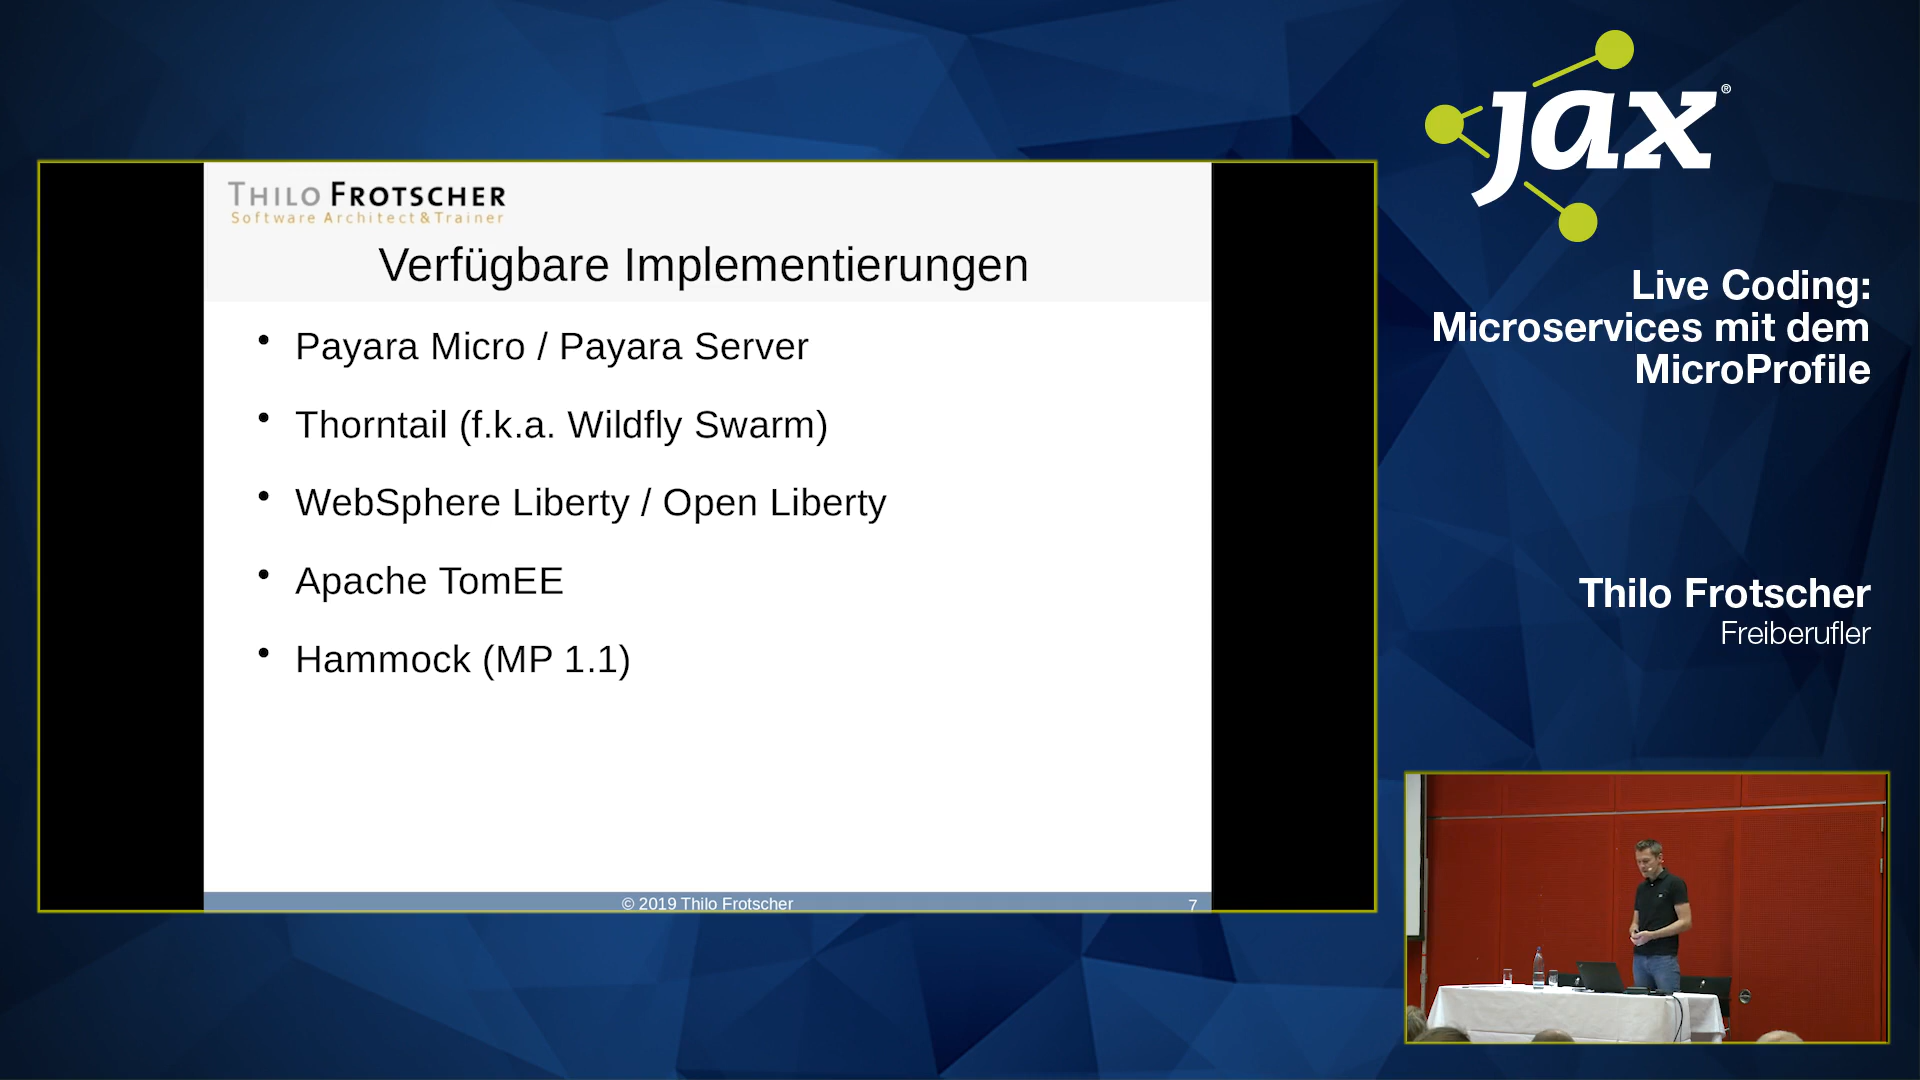 THILO FROTSCHER
Software Architect & Trainer
Verfügbare Implementierungen
• Payara Micro / Payara Server
• Thorntail (f.k.a. Wildfly Swarm)
• WebSphere Liberty / Open Liberty
• Apache TomEE
• Hammock (MP 1.1)
© 2019 Thilo Frotscher
7
jax®
Live Coding:
Microservices mit dem
MicroProfile
Thilo Frotscher
Freiberufler